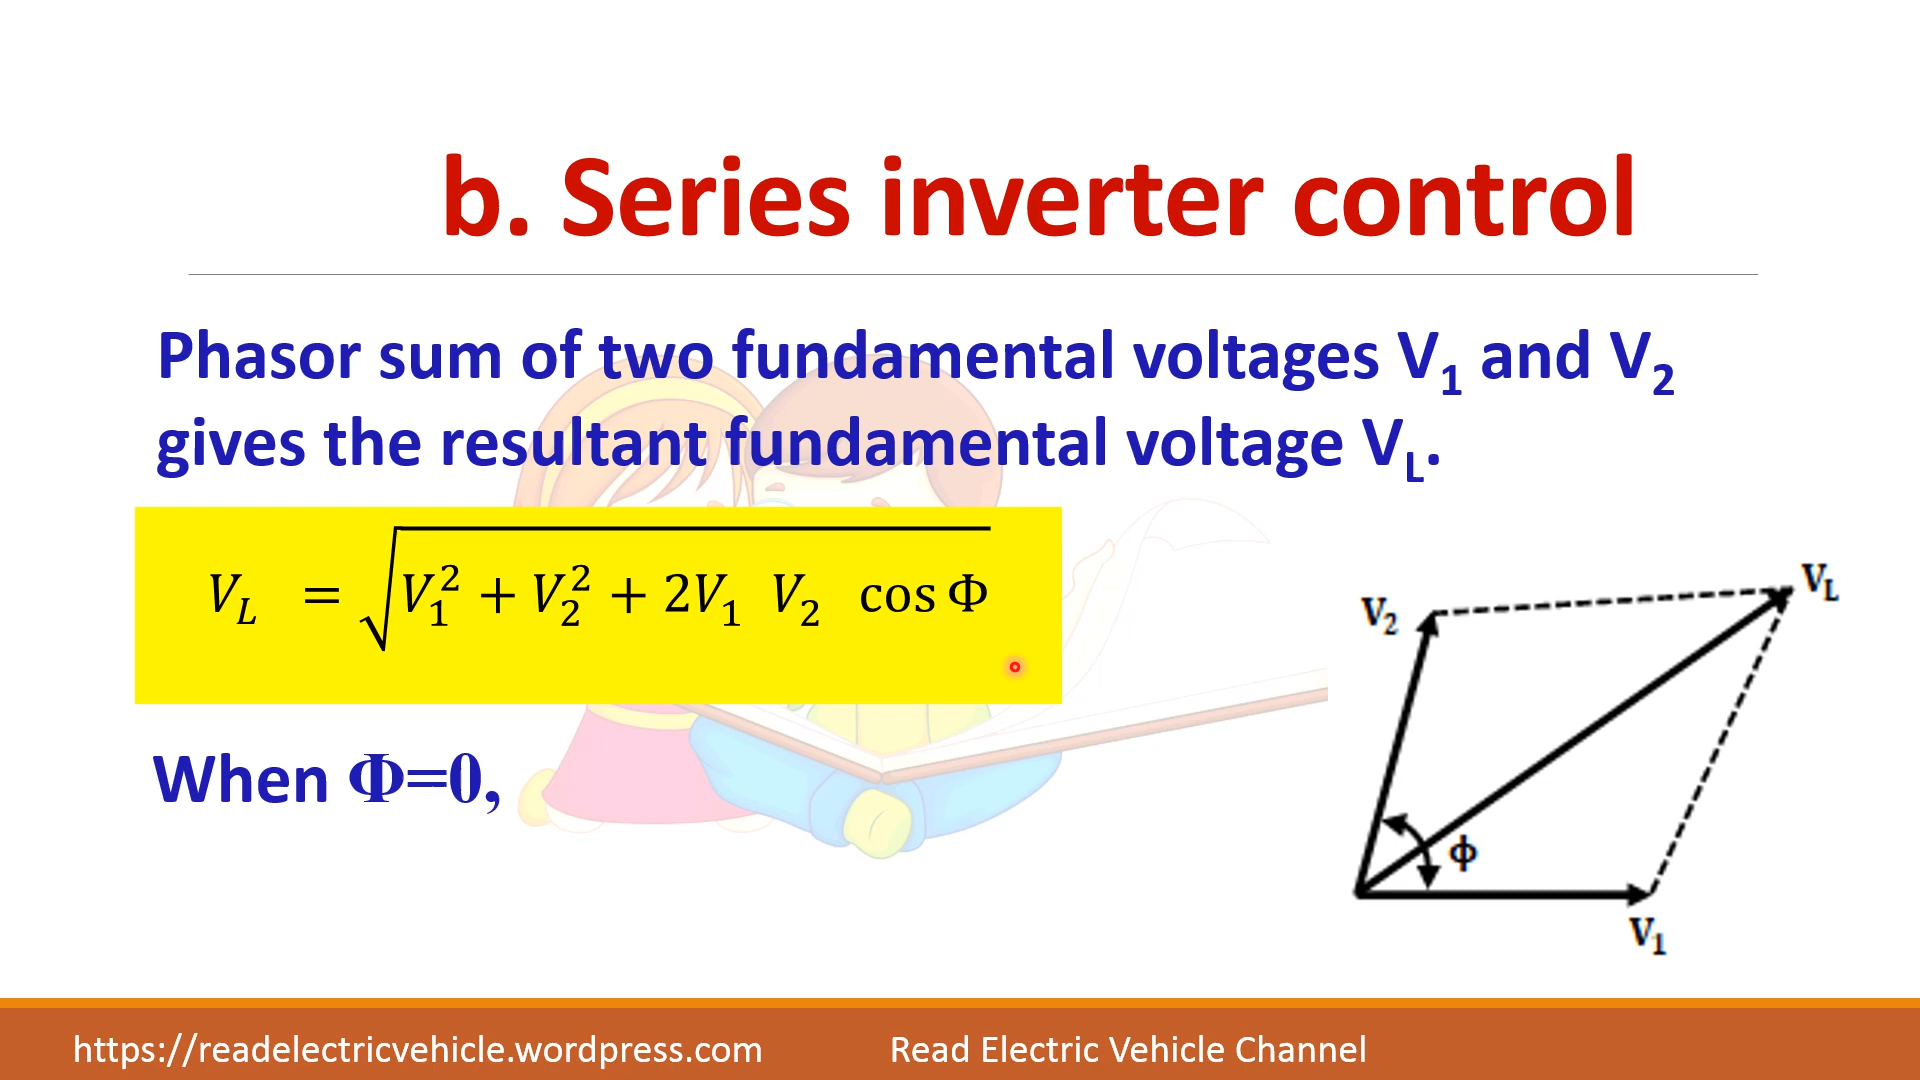 b. Series inverter control
Phasor sum of two fundamental voltages V₁ and V₂
gives the resultant fundamental voltage V_L.
V_L = √(V₁² + V₂² + 2V₁ V₂ cos Φ)
When Φ=0,
V₂
V_L
ϕ
V₁
https://readelectricvehicle.wordpress.com
Read Electric Vehicle Channel